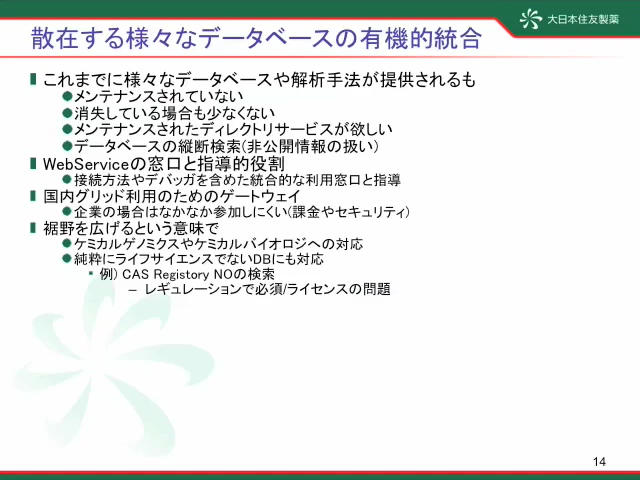 大日本住友製薬
散在する様々なデータベースの有機的統合
これまでに様々なデータベースや解析手法が提供されるも
メンテナンスされていない
消失している場合も少なくない
メンテナンスされたディレクトリサービスが欲しい
データベースの縦断検索(非公開情報の扱い)
WebServiceの窓口と指導的役割
接続方法やデバッガを含めた統合的な利用窓口と指導
国内グリッド利用のためのゲートウェイ
企業の場合はなかなか参加しにくい(課金やセキュリティ)
裾野を広げるという意味で
ケミカルゲノミクスやケミカルバイオロジへの対応
純粋にライフサイエンスでないDBにも対応
例) CAS Registory NOの検索
– レギュレーションで必須/ライセンスの問題
14